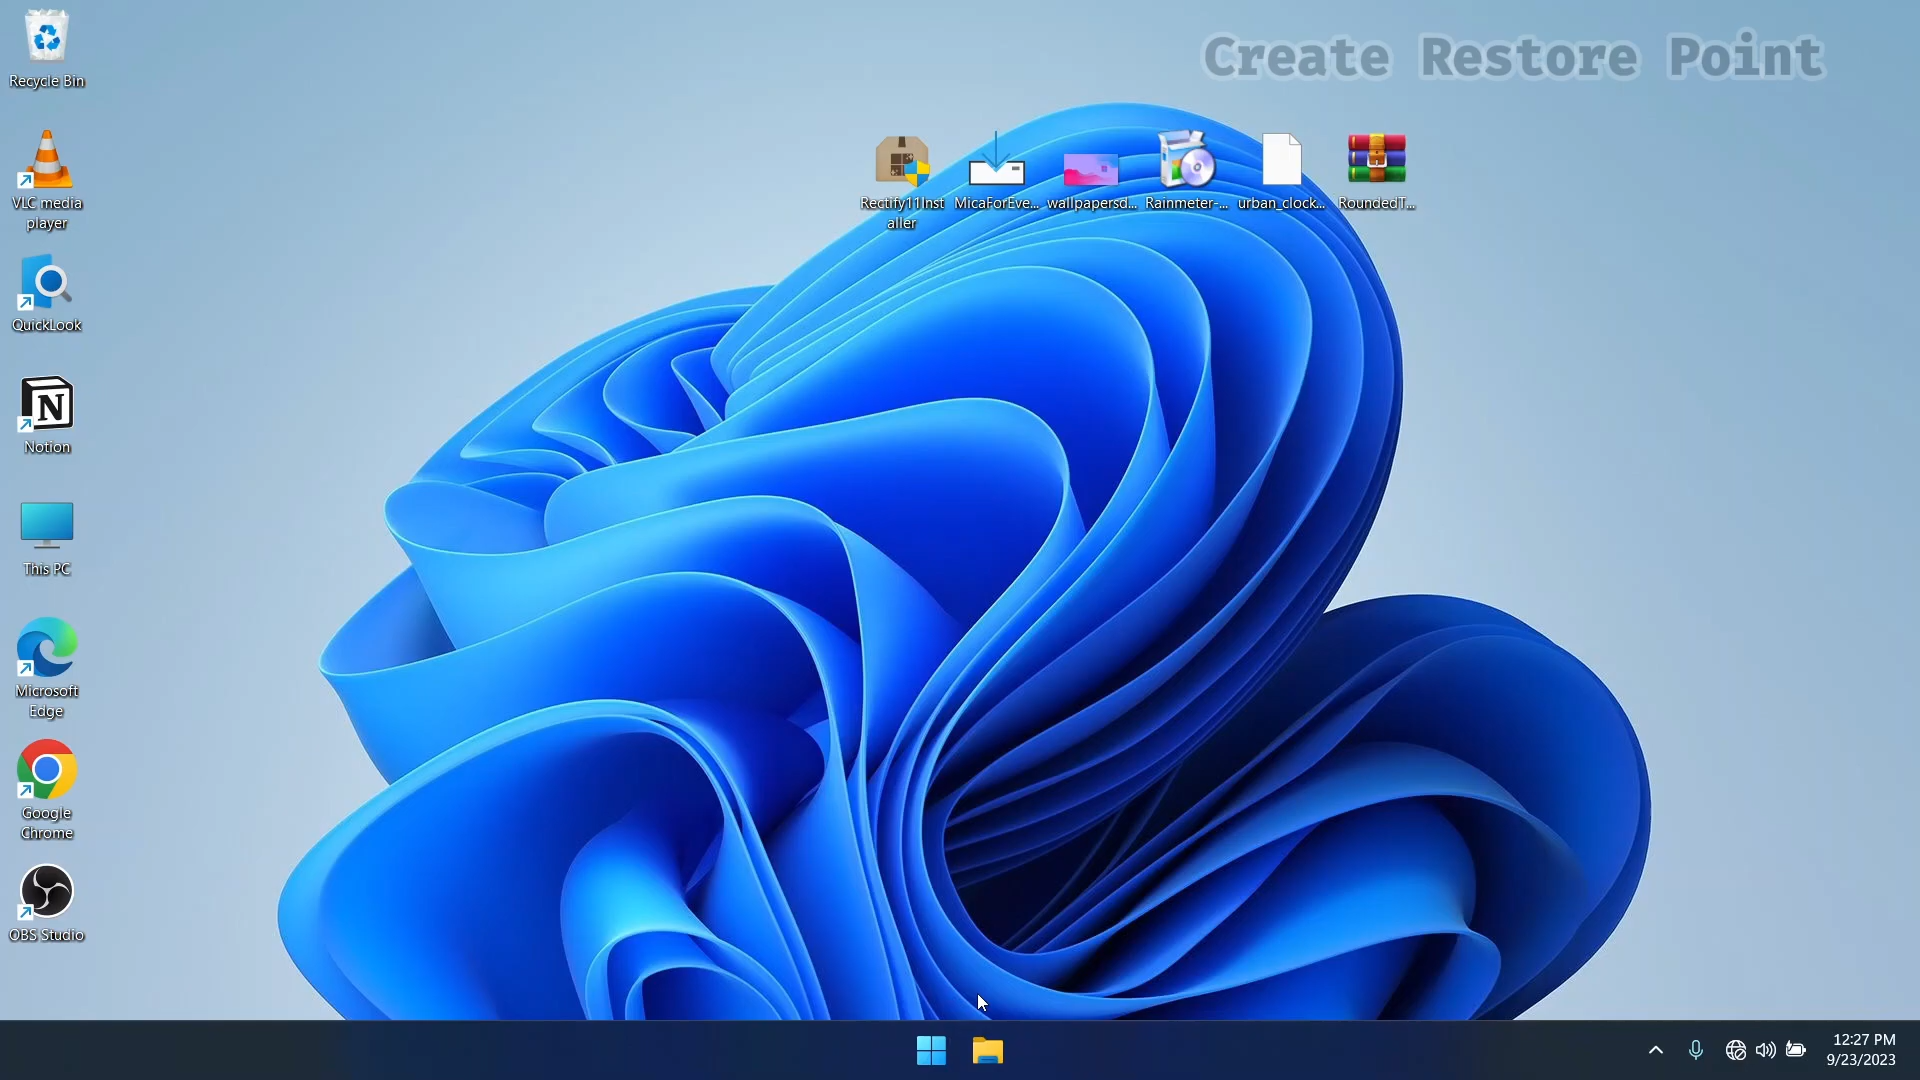 Create Restore Point
Recycle Bin
VLC media
player
QuickLook
Notion
This PC
Microsoft
Edge
Google
Chrome
OBS Studio
Rectify11Inst
aller
MicaForEve...
wallpapersd...
Rainmeter-...
urban_clock...
RoundedT...
12:27 PM
9/23/2023